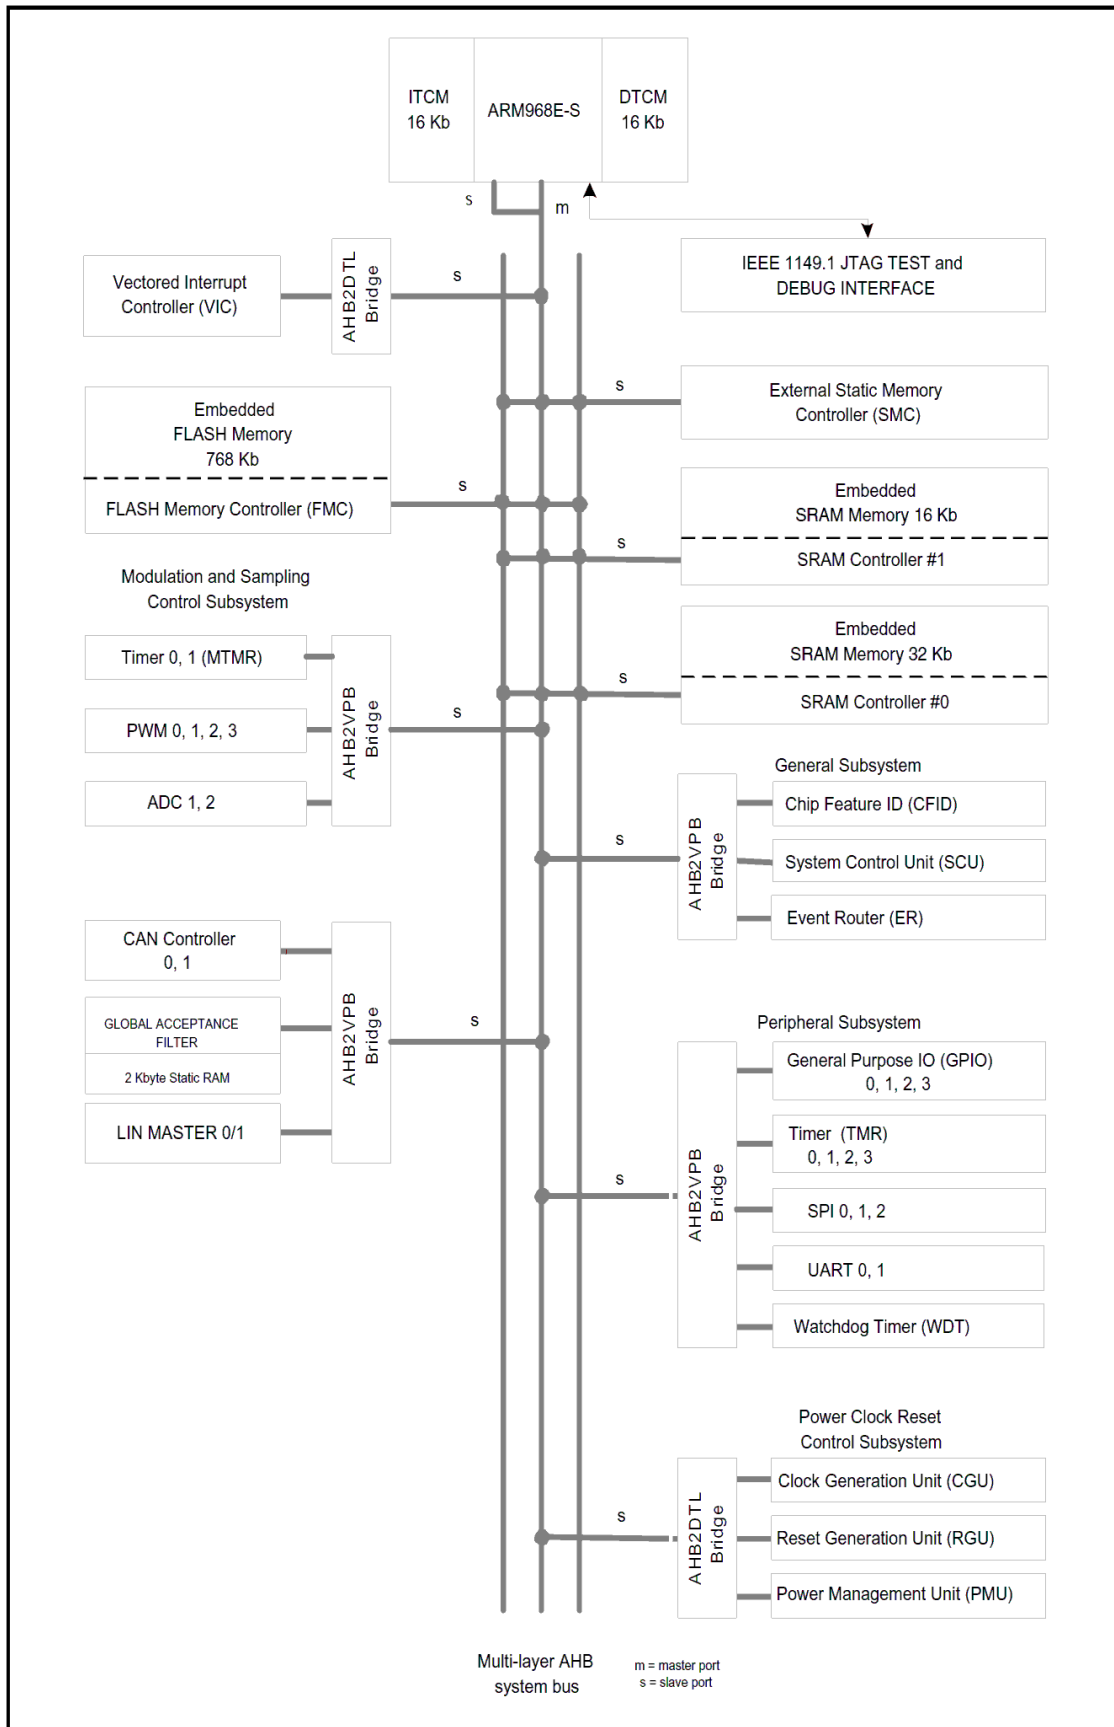 ITCM
16 Kb
ARM968E-S
DTCM
16 Kb
s
m
Vectored Interrupt
Controller (VIC)
AHB2DTL
Bridge
s
IEEE 1149.1 JTAG TEST and
DEBUG INTERFACE
s
External Static Memory
Controller (SMC)
Embedded
FLASH Memory
768 Kb
FLASH Memory Controller (FMC)
s
Embedded
SRAM Memory 16 Kb
s
SRAM Controller #1
Modulation and Sampling
Control Subsystem
Embedded
SRAM Memory 32 Kb
s
SRAM Controller #0
Timer 0, 1 (MTMR)
PWM 0, 1, 2, 3
ADC 1, 2
AHB2VPB
Bridge
s
General Subsystem
s
AHB2VPB
Bridge
Chip Feature ID (CFID)
System Control Unit (SCU)
Event Router (ER)
CAN Controller
0, 1
GLOBAL ACCEPTANCE
FILTER
2 Kbyte Static RAM
LIN MASTER 0/1
AHB2VPB
Bridge
s
Peripheral Subsystem
s
AHB2VPB
Bridge
General Purpose IO (GPIO)
0, 1, 2, 3
Timer (TMR)
0, 1, 2, 3
SPI 0, 1, 2
UART 0, 1
Watchdog Timer (WDT)
Power Clock Reset
Control Subsystem
s
AHB2DTL
Bridge
Clock Generation Unit (CGU)
Reset Generation Unit (RGU)
Power Management Unit (PMU)
Multi-layer AHB
system bus
m = master port
s = slave port